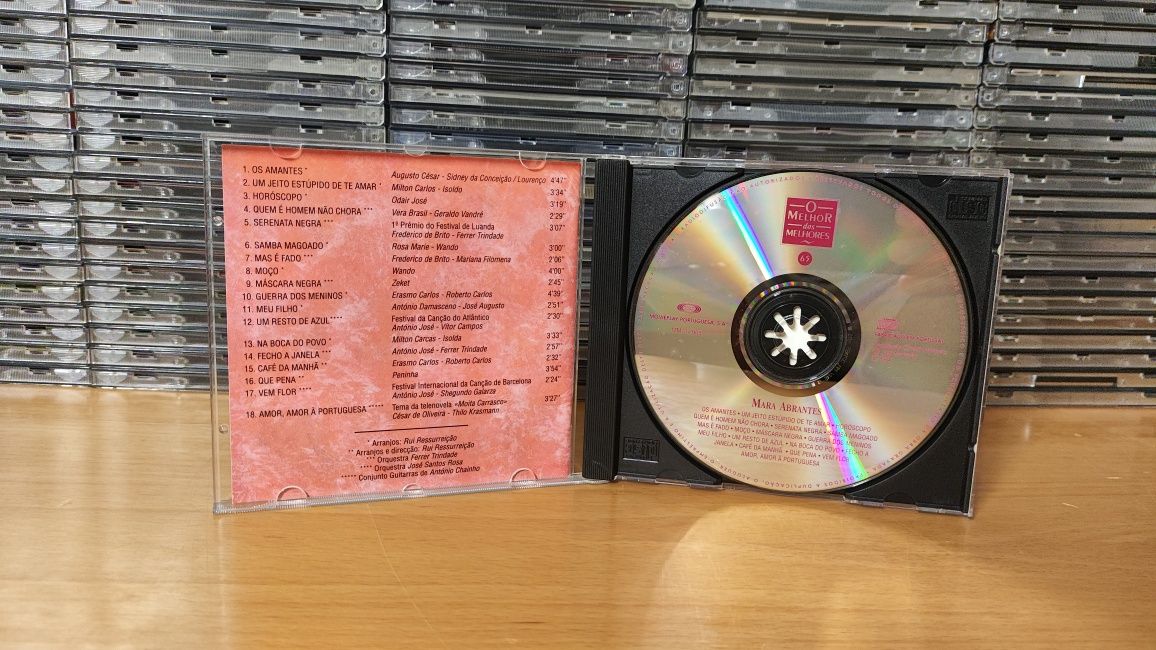 1. OS AMANTES * Augusto César - Sidney da Conceição / Lourenço 4'47"
2. UM JEITO ESTÚPIDO DE TE AMAR * Milton Carlos - Isolda 3'34"
3. HORÓSCOPO * Odair José 3'19"
4. QUEM É HOMEM NÃO CHORA *** Vera Brasil - Geraldo Vandré 2'29"
5. SERENATA NEGRA *** 1º Prémio do Festival de Luanda 3'07"
Frederico de Brito - Ferrer Trindade
6. SAMBA MAGOADO * Rosa Marie - Wando 3'00"
7. MAS É FADO *** Frederico de Brito - Mariana Filomena 2'06"
8. MOÇO * Wando 4'00"
9. MÁSCARA NEGRA *** Zeket 2'45"
10. GUERRA DOS MENINOS * Erasmo Carlos - Roberto Carlos 4'39"
11. MEU FILHO * António Damasceno - José Augusto 2'51"
12. UM RESTO DE AZUL **** Festival da Canção do Atlântico 2'30"
António José - Vitor Campos
13. NA BOCA DO POVO * Milton Carcas - Isolda 3'33"
14. FECHO A JANELA *** António José - Ferrer Trindade 2'57"
15. CAFÉ DA MANHÃ ** Erasmo Carlos - Roberto Carlos 2'32"
16. QUE PENA ** Peninha 3'54"
17. VEM FLOR **** Festival Internacional da Canção de Barcelona 2'24"
António José - Shegundo Galarza
18. AMOR, AMOR À PORTUGUESA ***** Tema da telenovela «Moita Carrasco» 3'27"
César de Oliveira - Thilo Krasmann
* Arranjos: Rui Ressurreição
** Arranjos e direcção: Rui Ressurreição
*** Orquestra Ferrer Trindade
**** Orquestra José Santos Rosa
***** Conjunto Guitarras de António Chainho
O
MELHOR
dos
MELHORES
65
MOVIEPLAY PORTUGUESA, S.A.
MARA ABRANTES
OS AMANTES • UM JEITO ESTÚPIDO DE TE AMAR • HORÓSCOPO
QUEM É HOMEM NÃO CHORA • SERENATA NEGRA • SAMBA MAGOADO
MAS É FADO • MOÇO • MÁSCARA NEGRA • GUERRA DOS MENINOS
MEU FILHO • UM RESTO DE AZUL • NA BOCA DO POVO • FECHO A
JANELA • CAFÉ DA MANHÃ • QUE PENA • VEM FLOR
AMOR, AMOR À PORTUGUESA